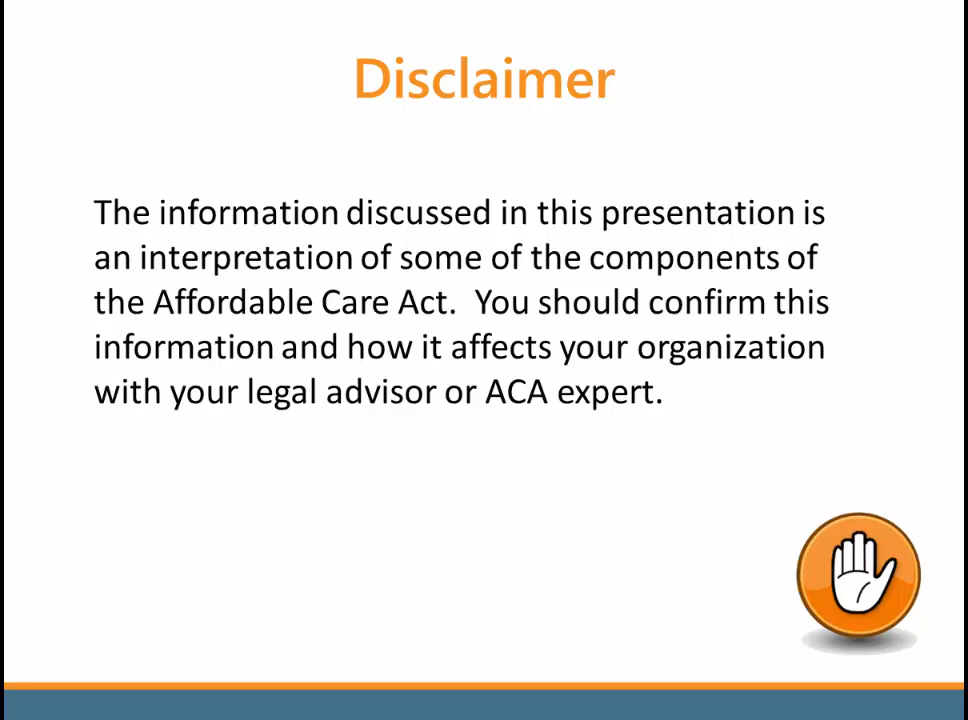 Disclaimer
The information discussed in this presentation is
an interpretation of some of the components of
the Affordable Care Act.  You should confirm this
information and how it affects your organization
with your legal advisor or ACA expert.